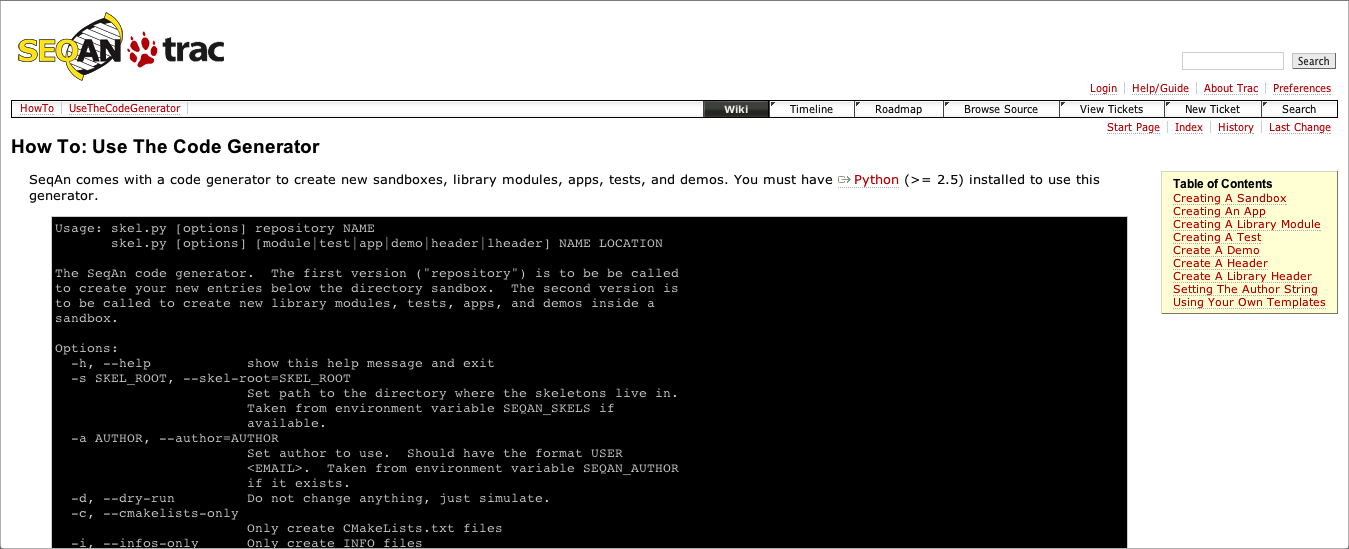 SEQAN trac
Search
Login Help/Guide About Trac Preferences
HowTo UseTheCodeGenerator Wiki Timeline Roadmap Browse Source View Tickets New Ticket Search
Start Page Index History Last Change
How To: Use The Code Generator
SeqAn comes with a code generator to create new sandboxes, library modules, apps, tests, and demos. You must have Python (>= 2.5) installed to use this
generator.
Table of Contents
Creating A Sandbox
Creating An App
Creating A Library Module
Creating A Test
Create A Demo
Create A Header
Create A Library Header
Setting The Author String
Using Your Own Templates
Usage: skel.py [options] repository NAME
       skel.py [options] [module|test|app|demo|header|lheader] NAME LOCATION
The SeqAn code generator.  The first version ("repository") is to be be called
to create your new entries below the directory sandbox.  The second version is
to be called to create new library modules, tests, apps, and demos inside a
sandbox.
Options:
  -h, --help            show this help message and exit
  -s SKEL_ROOT, --skel-root=SKEL_ROOT
                        Set path to the directory where the skeletons live in.
                        Taken from environment variable SEQAN_SKELS if
                        available.
  -a AUTHOR, --author=AUTHOR
                        Set author to use.  Should have the format USER
                        <EMAIL>.  Taken from environment variable SEQAN_AUTHOR
                        if it exists.
  -d, --dry-run         Do not change anything, just simulate.
  -c, --cmakelists-only
                        Only create CMakeLists.txt files
  -i, --infos-only      Only create INFO files